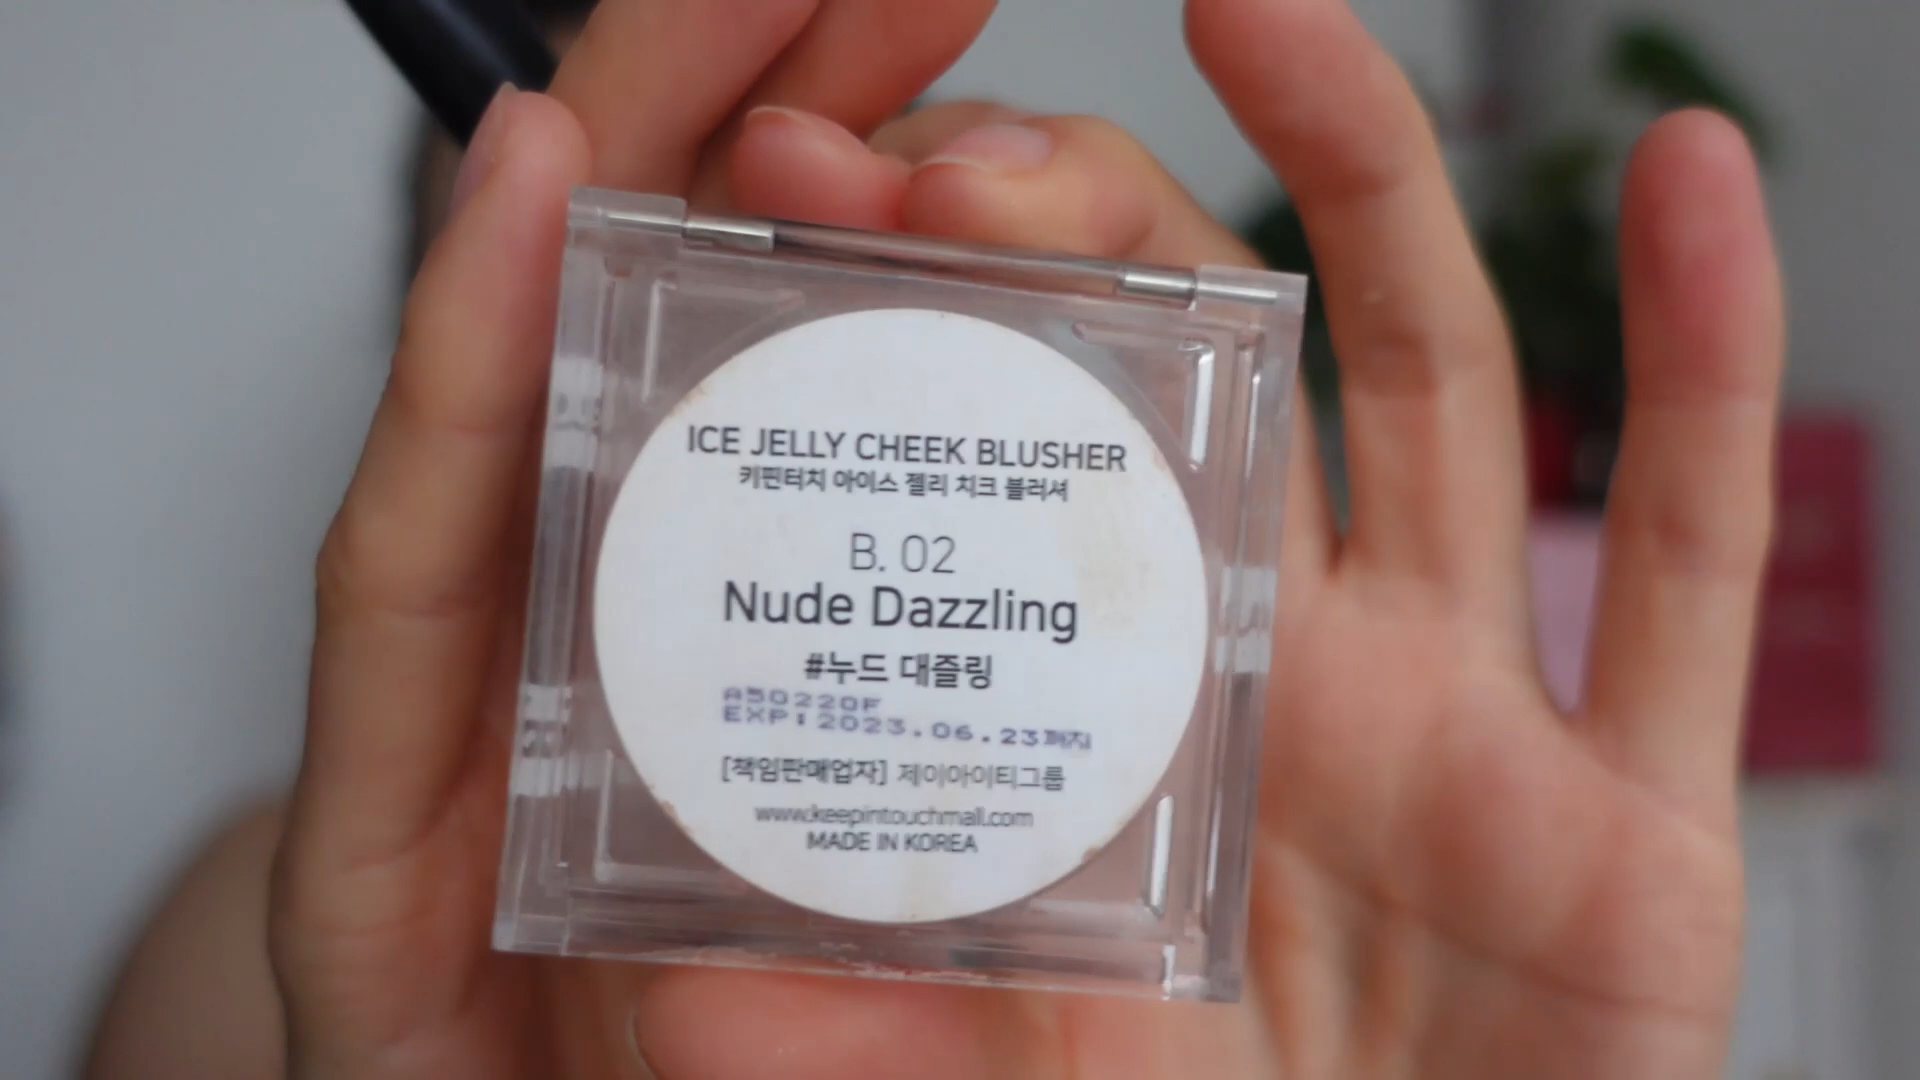 ICE JELLY CHEEK BLUSHER
키핀터치 아이스 젤리 치크 블러셔
B. 02
Nude Dazzling
#누드 대즐링
A50220F
EXP:2023.06.23까지
[책임판매업자] 제이아이티그룹
www.keepintouchmall.com
MADE IN KOREA